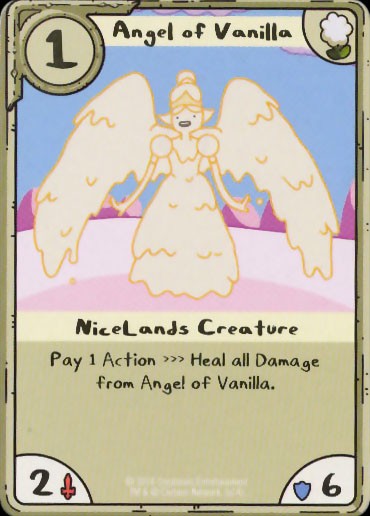 1
Angel of Vanilla
NiceLands Creature
Pay 1 Action >>> Heal all Damage
from Angel of Vanilla.
2
6